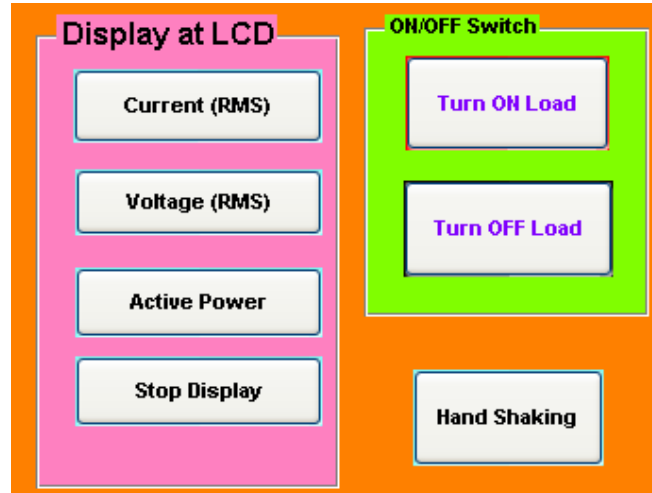 Display at LCD
Current (RMS)
Voltage (RMS)
Active Power
Stop Display
ON/OFF Switch
Turn ON Load
Turn OFF Load
Hand Shaking